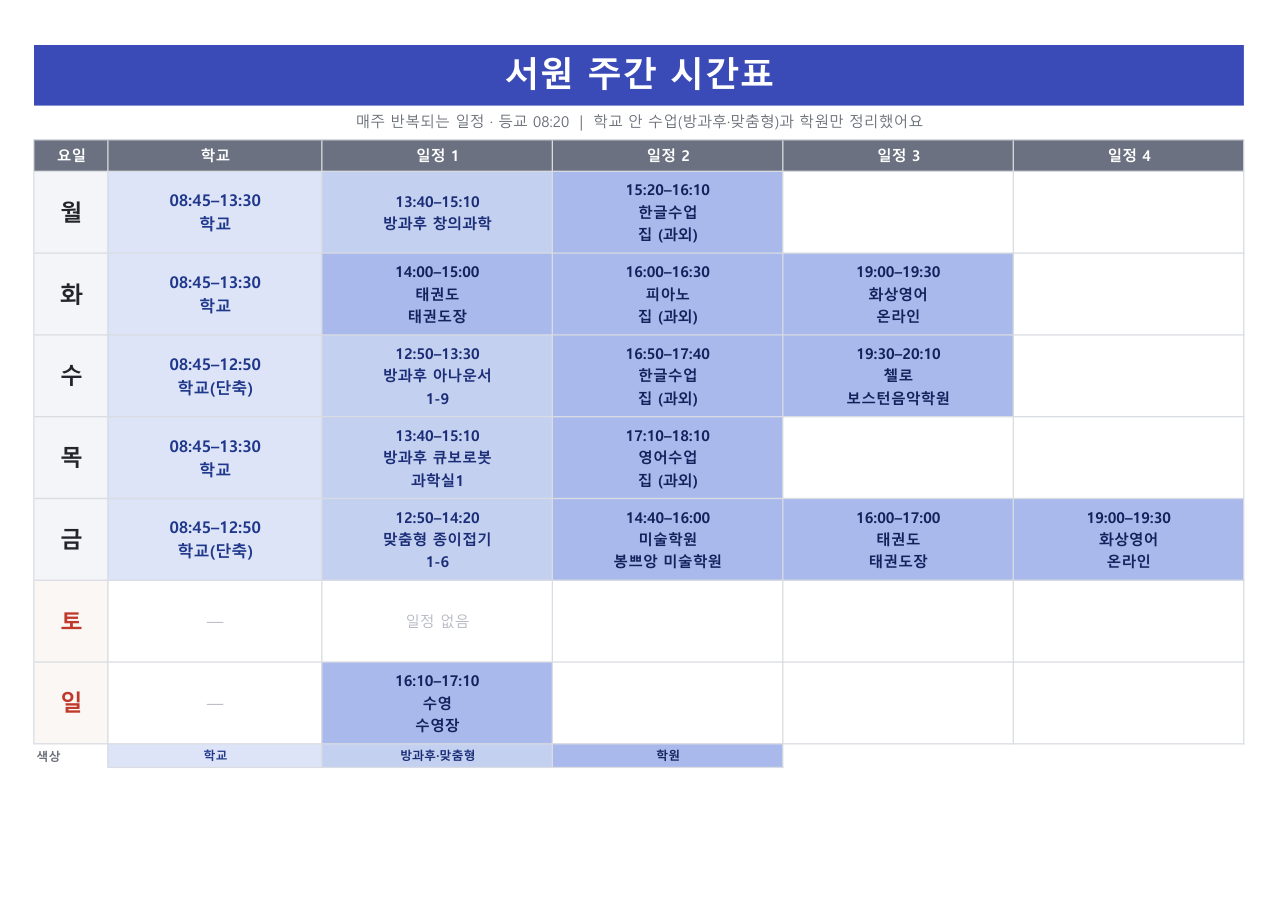 서원 주간 시간표
매주 반복되는 일정 · 등교 08:20 | 학교 안 수업(방과후·맞춤형)과 학원만 정리했어요
요일 학교 일정 1 일정 2 일정 3 일정 4
월
08:45–13:30
학교
13:40–15:10
방과후 창의과학
15:20–16:10
한글수업
집 (과외)
화
08:45–13:30
학교
14:00–15:00
태권도
태권도장
16:00–16:30
피아노
집 (과외)
19:00–19:30
화상영어
온라인
수
08:45–12:50
학교(단축)
12:50–13:30
방과후 아나운서
1-9
16:50–17:40
한글수업
집 (과외)
19:30–20:10
첼로
보스턴음악학원
목
08:45–13:30
학교
13:40–15:10
방과후 큐보로봇
과학실1
17:10–18:10
영어수업
집 (과외)
금
08:45–12:50
학교(단축)
12:50–14:20
맞춤형 종이접기
1-6
14:40–16:00
미술학원
봉쁘앙 미술학원
16:00–17:00
태권도
태권도장
19:00–19:30
화상영어
온라인
토
—
일정 없음
일
—
16:10–17:10
수영
수영장
색상 학교 방과후·맞춤형 학원